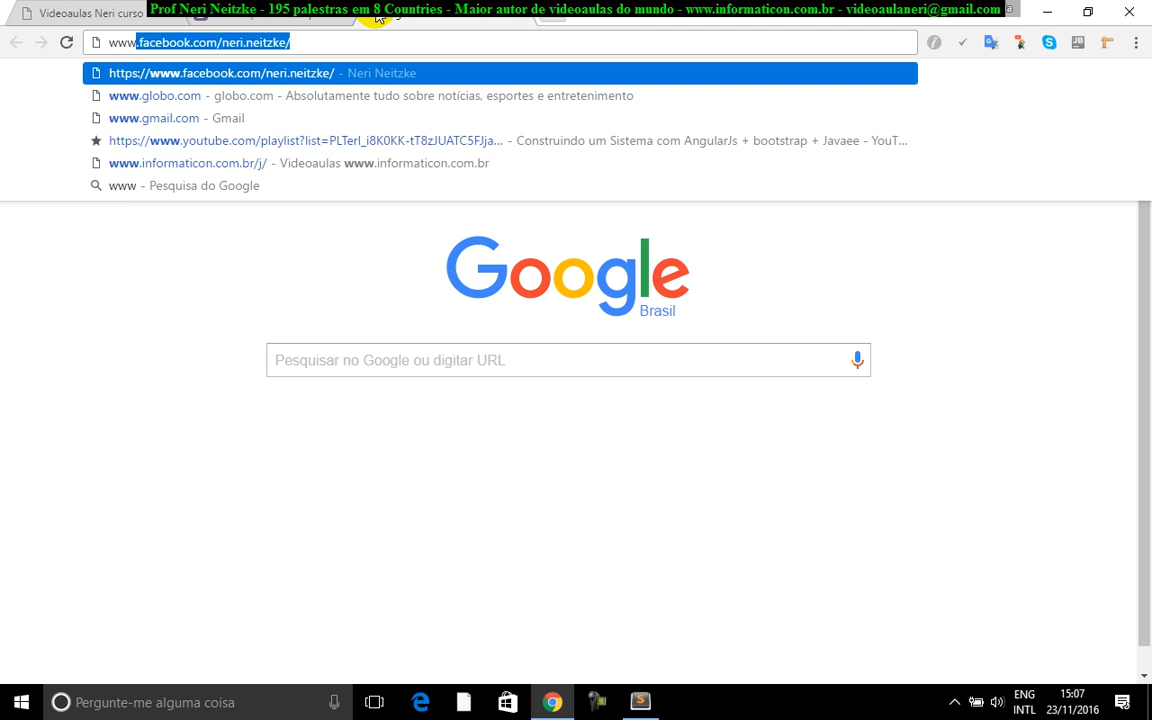 Videoaulas Neri curso
Prof Neri Neitzke - 195 palestras em 8 Countries - Maior autor de videoaulas do mundo - www.informaticon.com.br - videoaulaneri@gmail.com
www.facebook.com/neri.neitzke/
https://www.facebook.com/neri.neitzke/ - Neri Neitzke
www.globo.com - globo.com - Absolutamente tudo sobre notícias, esportes e entretenimento
www.gmail.com - Gmail
https://www.youtube.com/playlist?list=PLTerI_i8K0KK-tT8zJUATC5FJja... - Construindo um Sistema com AngularJs + bootstrap + Javaee - YouT...
www.informaticon.com.br/j/ - Videoaulas www.informaticon.com.br
www - Pesquisa do Google
Google
Brasil
Pesquisar no Google ou digitar URL
Pergunte-me alguma coisa
ENG
INTL
15:07
23/11/2016